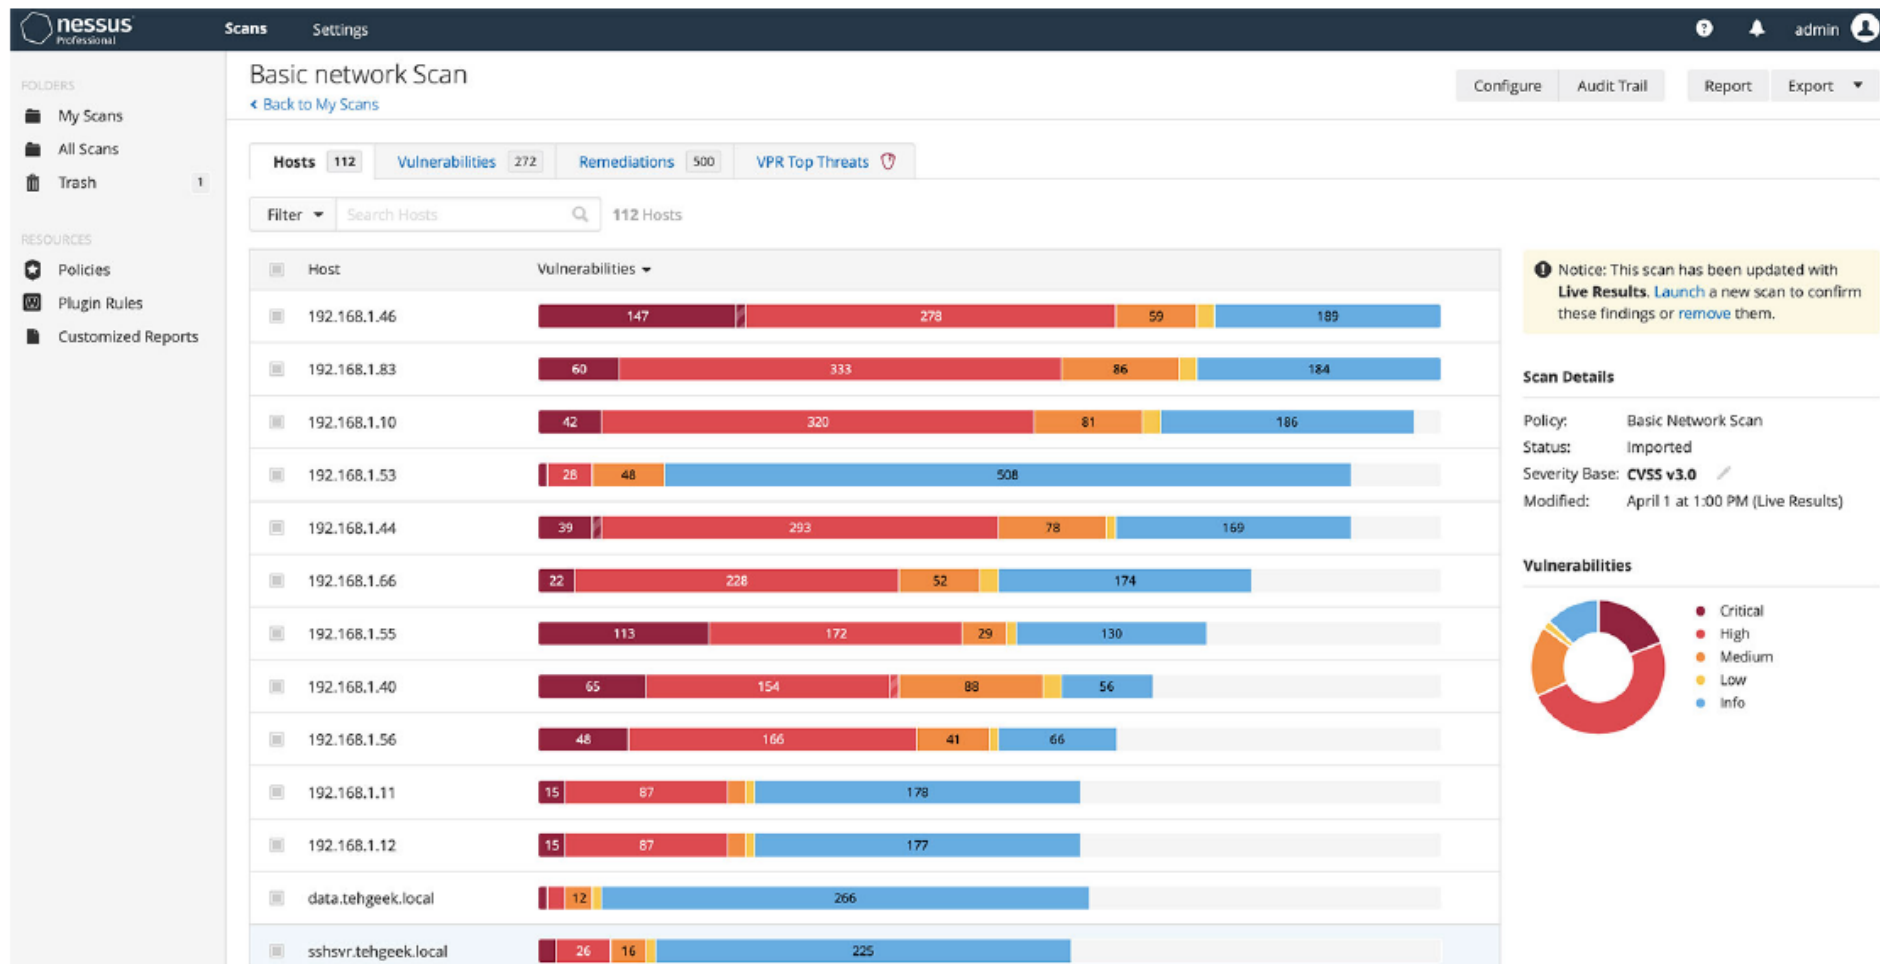 nessus
Professional
Scans
Settings
admin
FOLDERS
My Scans
All Scans
Trash 1
RESOURCES
Policies
Plugin Rules
Customized Reports
Basic network Scan
Back to My Scans
Configure
Audit Trail
Report
Export
Hosts 112
Vulnerabilities 272
Remediations 500
VPR Top Threats
Filter
Search Hosts
112 Hosts
Host Vulnerabilities
192.168.1.46 147 278 59 189
192.168.1.83 60 333 86 184
192.168.1.10 42 320 81 186
192.168.1.53 28 48 508
192.168.1.44 39 293 78 169
192.168.1.66 22 228 52 174
192.168.1.55 113 172 29 130
192.168.1.40 65 154 88 56
192.168.1.56 48 166 41 66
192.168.1.11 15 87 178
192.168.1.12 15 87 177
data.tehgeek.local 12 266
sshsvr.tehgeek.local 26 16 225
Notice: This scan has been updated with
Live Results. Launch a new scan to confirm
these findings or remove them.
Scan Details
Policy: Basic Network Scan
Status: Imported
Severity Base: CVSS v3.0
Modified: April 1 at 1:00 PM (Live Results)
Vulnerabilities
Critical
High
Medium
Low
Info